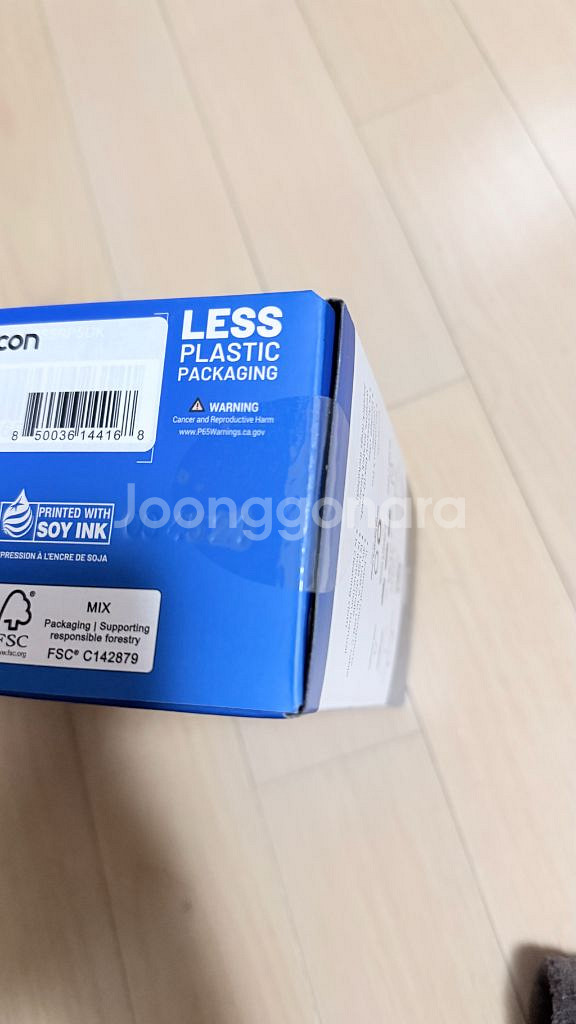 con
8 50036 14416 8
LESS
PLASTIC
PACKAGING
WARNING
Cancer and Reproductive Harm
www.P65Warnings.ca.gov
PRINTED WITH
SOY INK
PRESSION À L'ENCRE DE SOJA
Joonggonara
FSC
www.fsc.org
MIX
Packaging | Supporting
responsible forestry
FSC® C142879